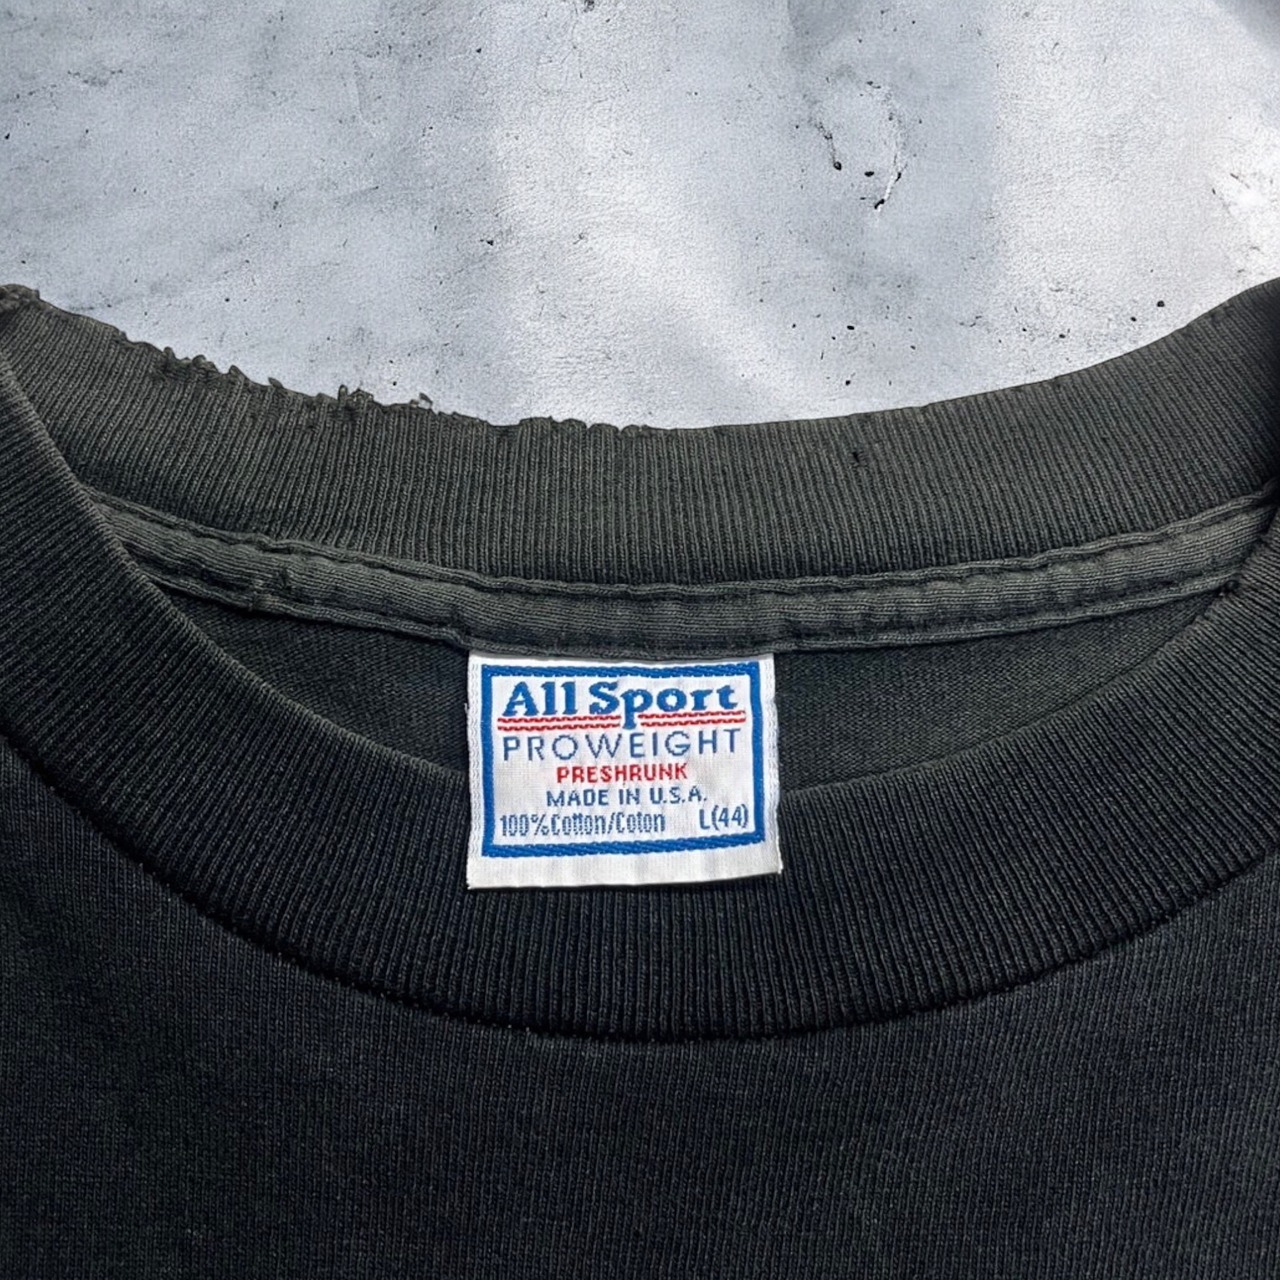 All Sport
PROWEIGHT
PRESHRUNK
MADE IN U.S.A.
100% Cotton/Coton L(44)